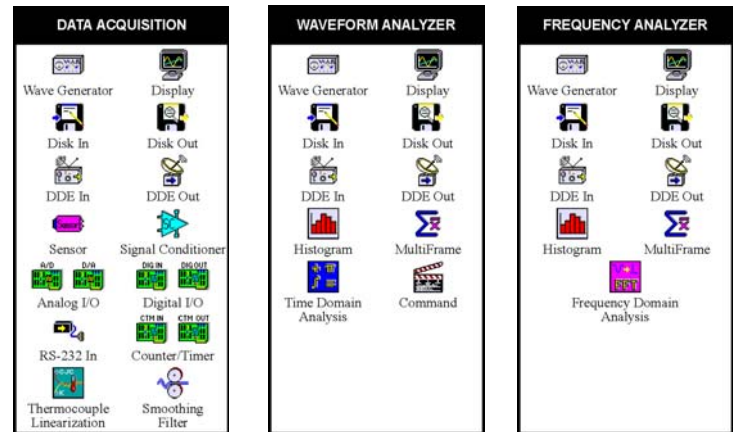 DATA ACQUISITION
Wave Generator Display
Disk In Disk Out
DDE In DDE Out
Sensor
Sensor Signal Conditioner
A/D D/A DIG IN DIG OUT
Analog I/O Digital I/O
CTM IN CTM OUT
RS-232 In Counter/Timer
Thermocouple Linearization
Smoothing Filter
WAVEFORM ANALYZER
Wave Generator Display
Disk In Disk Out
DDE In DDE Out
Histogram MultiFrame
Time Domain Analysis
Command
FREQUENCY ANALYZER
Wave Generator Display
Disk In Disk Out
DDE In DDE Out
Histogram MultiFrame
Frequency Domain
Analysis